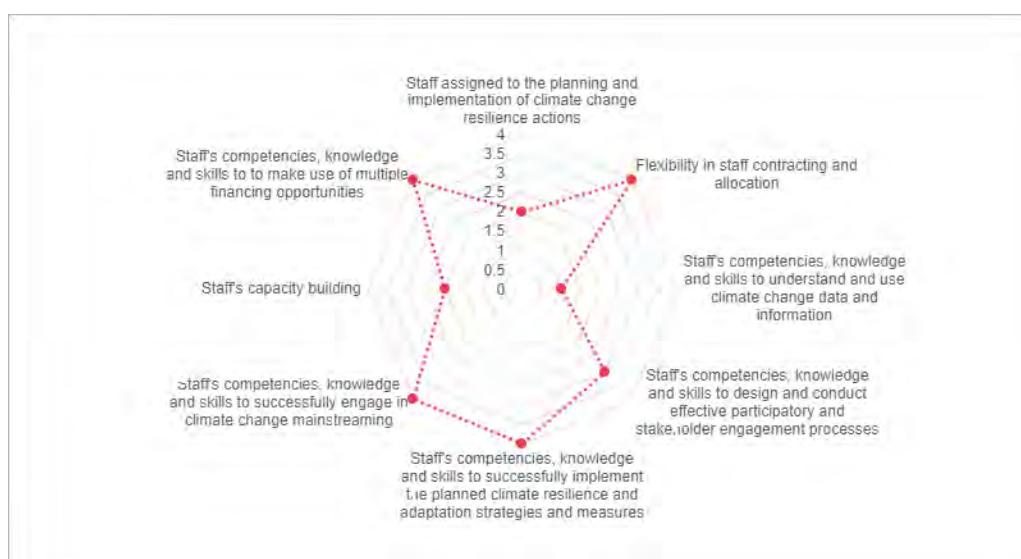 Staff assigned to the planning and
implementation of climate change
resilience actions
4
3.5
3
2.5
2
1.5
1
0.5
0
Flexibility in staff contracting and
allocation
Staff's competencies, knowledge
and skills to understand and use
climate change data and
information
Staff's competencies, knowledge
and skills to design and conduct
effective participatory and
stakeholder engagement processes
Staff's competencies, knowledge
and skills to successfully implement
the planned climate resilience and
adaptation strategies and measures
Staff's competencies, knowledge
and skills to successfully engage in
climate change mainstreaming
Staff's capacity building
Staff's competencies, knowledge
and skills to to make use of multiple
financing opportunities